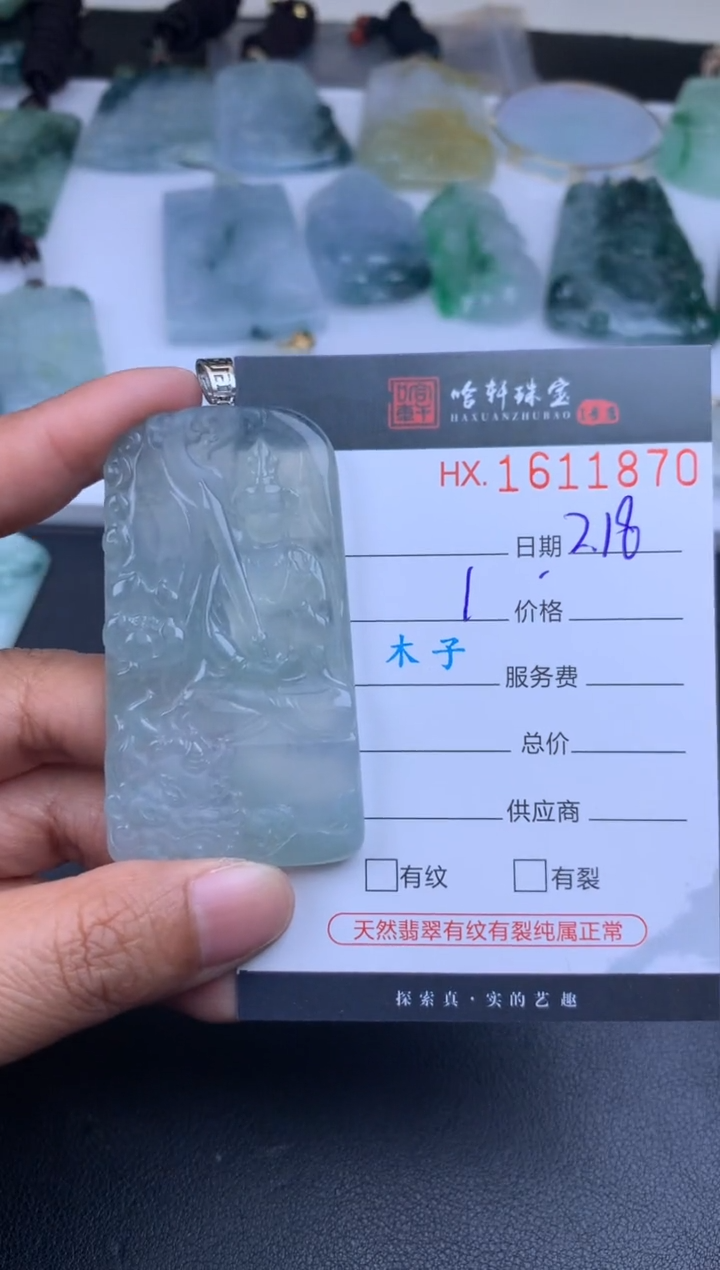 哈轩珠宝
HAXUANZHUBAO
HX.1611870
日期 2.18
1 价格
木子
服务费
总价
供应商
有纹 有裂
天然翡翠有纹有裂纯属正常
探索真·实的艺趣